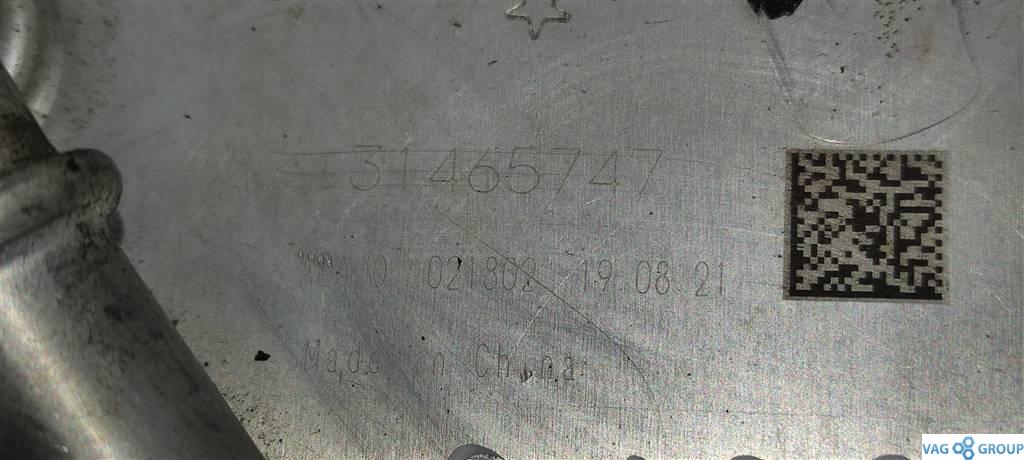 31465747
021802 19 08 21
Made in China
VAG GROUP